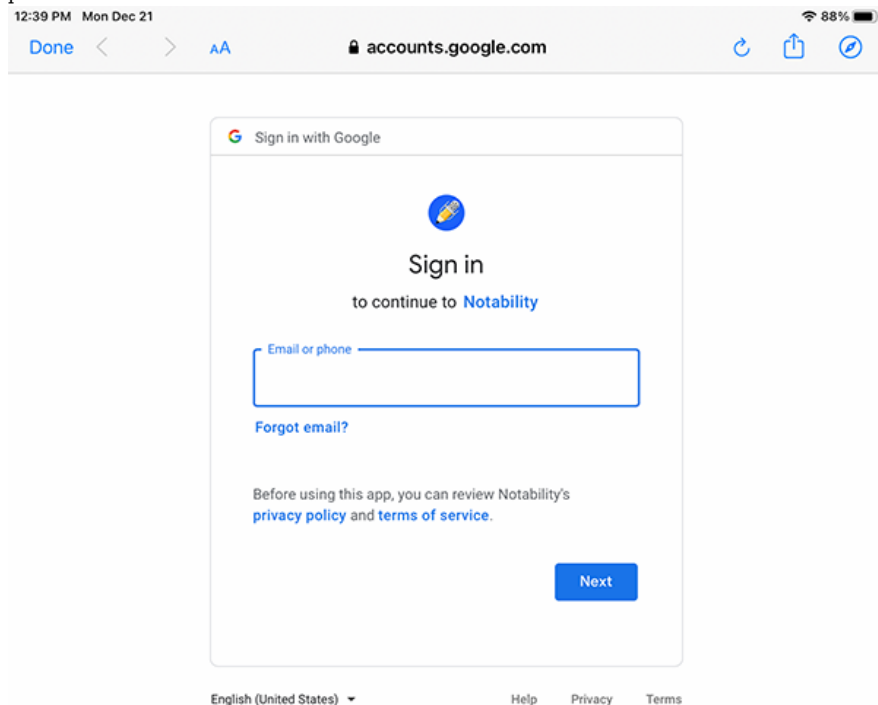 12:39 PM Mon Dec 21 88%
Done AA accounts.google.com
Sign in with Google
Sign in
to continue to Notability
Email or phone
Forgot email?
Before using this app, you can review Notability's
privacy policy and terms of service.
Next
English (United States) Help Privacy Terms